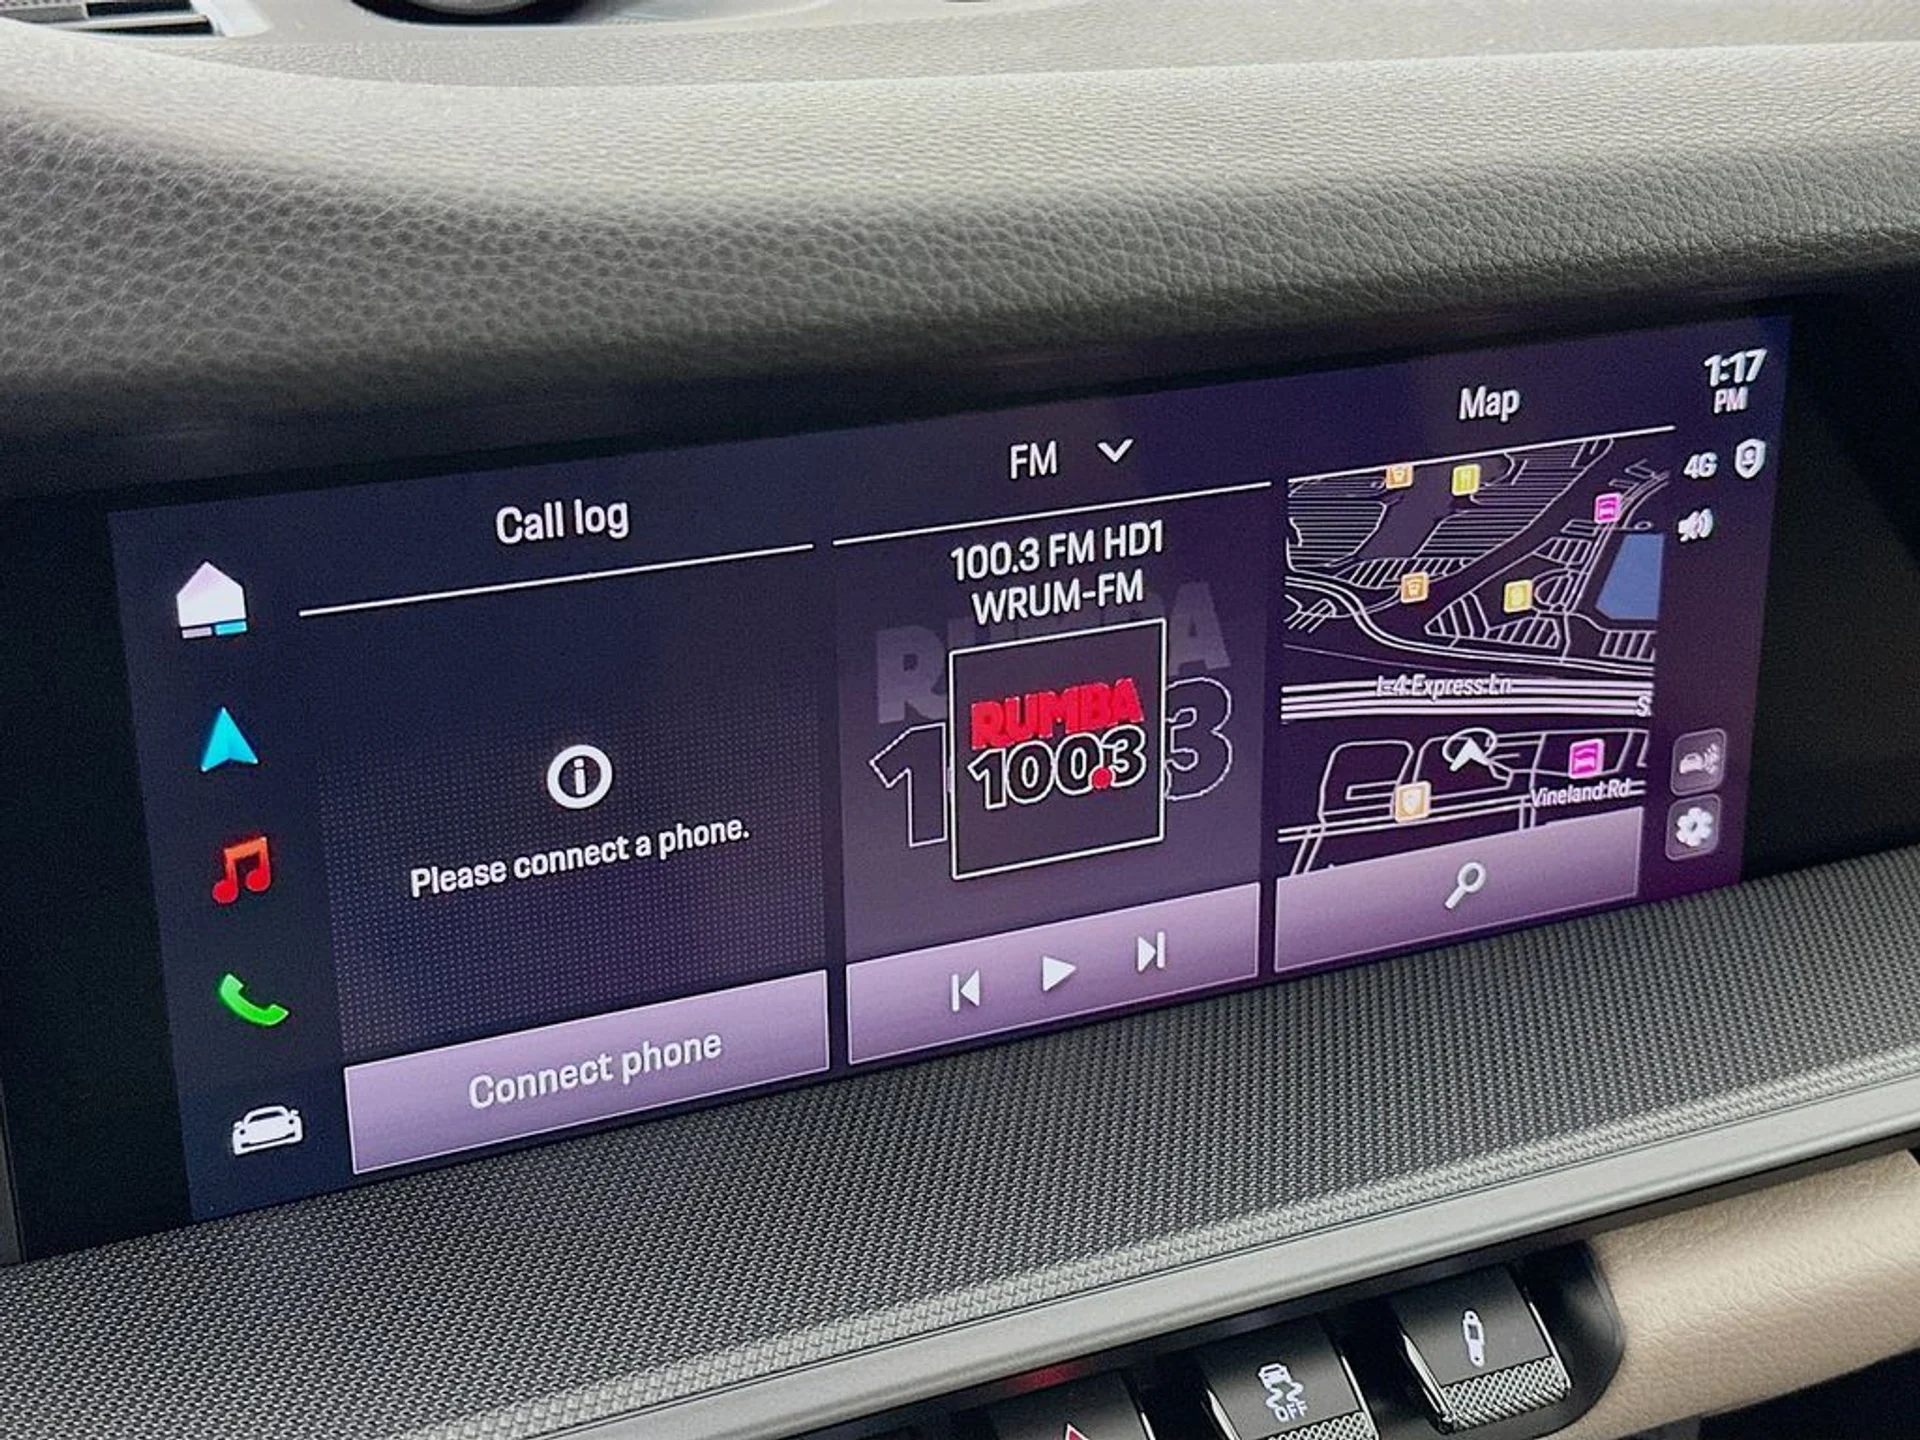 1:17
PM
4G
Call log
Please connect a phone.
Connect phone
FM
100.3 FM HD1
WRUM-FM
RUMBA
100.3
Map
I-4 Express Ln
S
Vineland Rd
OFF